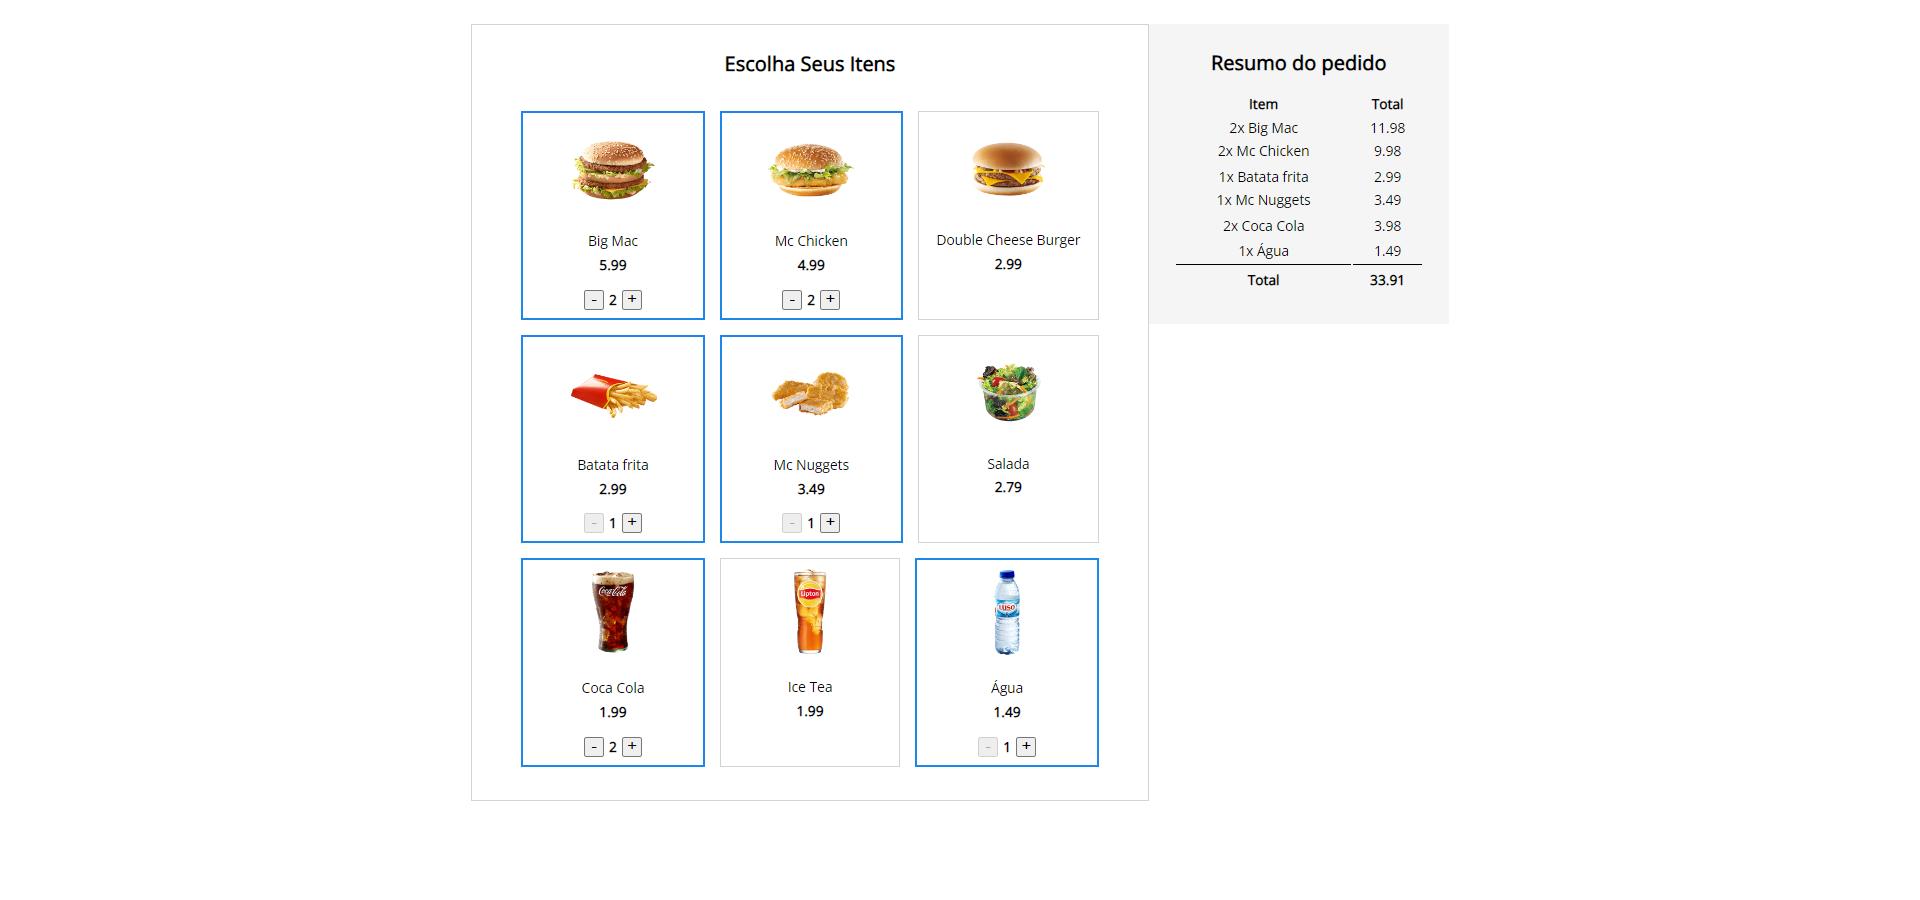 Escolha Seus Itens
Big Mac
5.99
- 2 +
Mc Chicken
4.99
- 2 +
Double Cheese Burger
2.99
Batata frita
2.99
- 1 +
Mc Nuggets
3.49
- 1 +
Salada
2.79
Coca-Cola
Coca Cola
1.99
- 2 +
Lipton
Ice Tea
1.99
LUSO
Água
1.49
- 1 +
Resumo do pedido
Item Total
2x Big Mac 11.98
2x Mc Chicken 9.98
1x Batata frita 2.99
1x Mc Nuggets 3.49
2x Coca Cola 3.98
1x Água 1.49
Total 33.91